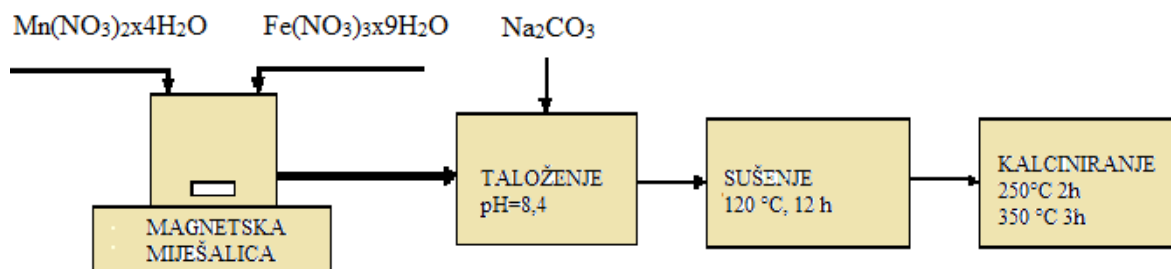 Mn(NO3)2x4H2O
Fe(NO3)3x9H2O
Na₂CO₃
MAGNETSKA
MIJEŠALICA
TALOŽENJE
pH=8,4
SUŠENJE
120 °C, 12 h
KALCINIRANJE
250°C 2h
350 °C 3h